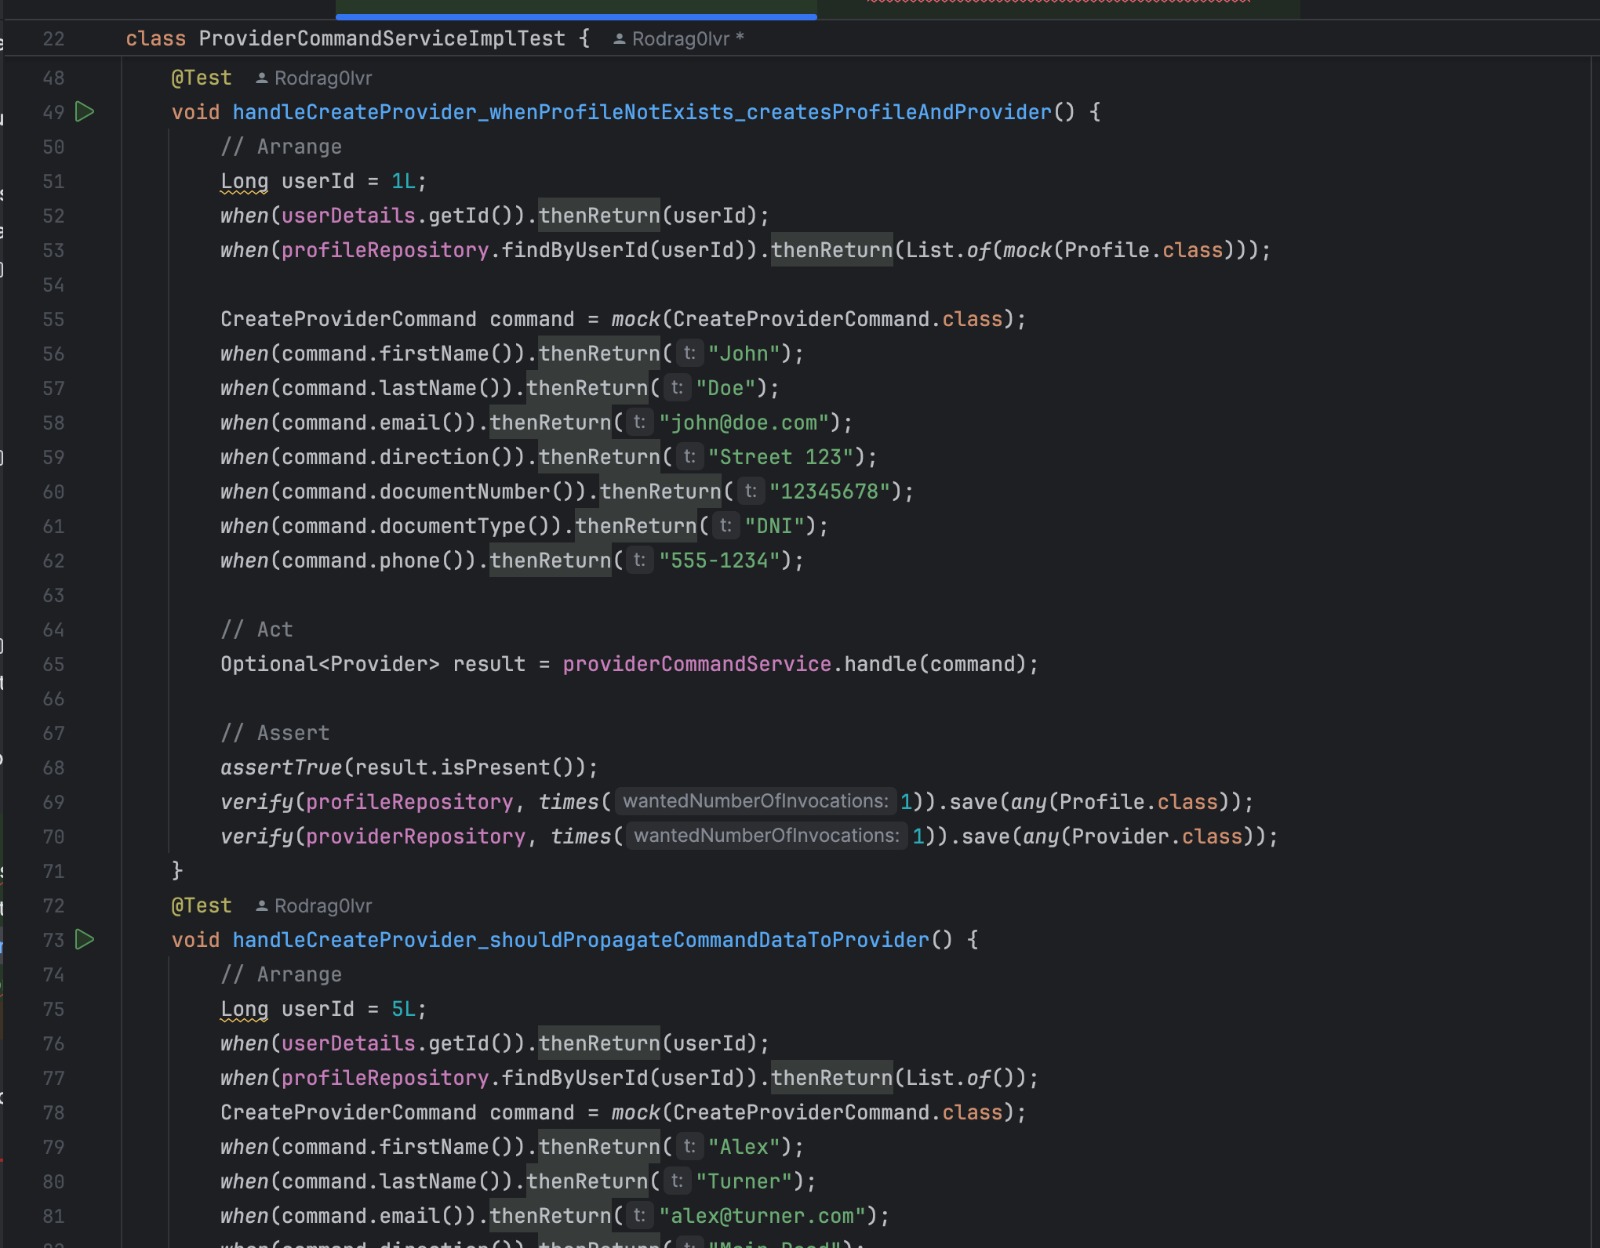 22 class ProviderCommandServiceImplTest { Rodrag0lvr *
48 @Test Rodrag0lvr
49 void handleCreateProvider_whenProfileNotExists_createsProfileAndProvider() {
50 // Arrange
51 Long userId = 1L;
52 when(userDetails.getId()).thenReturn(userId);
53 when(profileRepository.findByUserId(userId)).thenReturn(List.of(mock(Profile.class)));
54
55 CreateProviderCommand command = mock(CreateProviderCommand.class);
56 when(command.firstName()).thenReturn( t: "John");
57 when(command.lastName()).thenReturn( t: "Doe");
58 when(command.email()).thenReturn( t: "john@doe.com");
59 when(command.direction()).thenReturn( t: "Street 123");
60 when(command.documentNumber()).thenReturn( t: "12345678");
61 when(command.documentType()).thenReturn( t: "DNI");
62 when(command.phone()).thenReturn( t: "555-1234");
63
64 // Act
65 Optional<Provider> result = providerCommandService.handle(command);
66
67 // Assert
68 assertTrue(result.isPresent());
69 verify(profileRepository, times( wantedNumberOfInvocations: 1)).save(any(Profile.class));
70 verify(providerRepository, times( wantedNumberOfInvocations: 1)).save(any(Provider.class));
71 }
72 @Test Rodrag0lvr
73 void handleCreateProvider_shouldPropagateCommandDataToProvider() {
74 // Arrange
75 Long userId = 5L;
76 when(userDetails.getId()).thenReturn(userId);
77 when(profileRepository.findByUserId(userId)).thenReturn(List.of());
78 CreateProviderCommand command = mock(CreateProviderCommand.class);
79 when(command.firstName()).thenReturn( t: "Alex");
80 when(command.lastName()).thenReturn( t: "Turner");
81 when(command.email()).thenReturn( t: "alex@turner.com");
when(command.direction()).thenReturn( t: "Main Road");